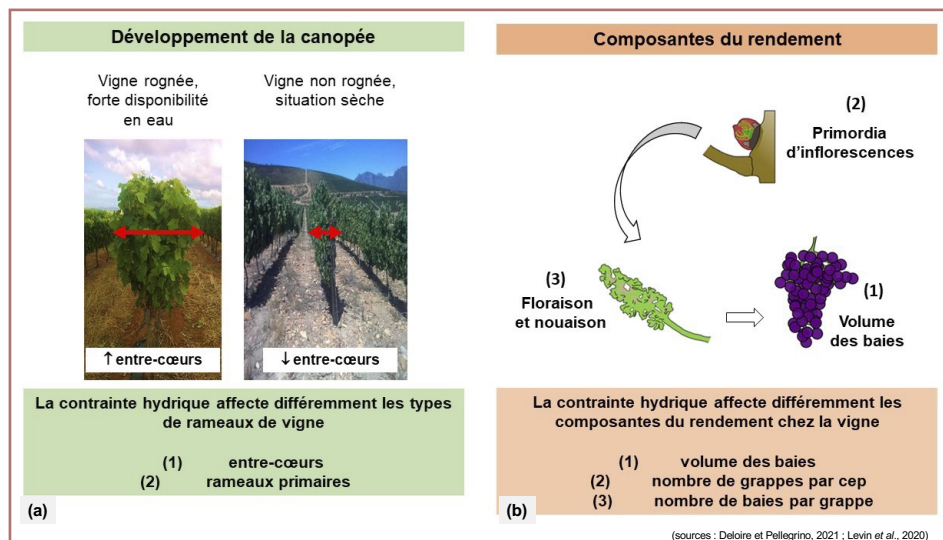 Développement de la canopée
Vigne rognée,
forte disponibilité
en eau
Vigne non rognée,
situation sèche
↑ entre-cœurs
↓ entre-cœurs
La contrainte hydrique affecte différemment les types
de rameaux de vigne
(1) entre-cœurs
(2) rameaux primaires
(a)
Composantes du rendement
(2)
Primordia
d’inflorescences
(3)
Floraison
et nouaison
(1)
Volume
des baies
La contrainte hydrique affecte différemment les
composantes du rendement chez la vigne
(1) volume des baies
(2) nombre de grappes par cep
(3) nombre de baies par grappe
(b)
(sources : Deloire et Pellegrino, 2021 ; Levin et al., 2020)